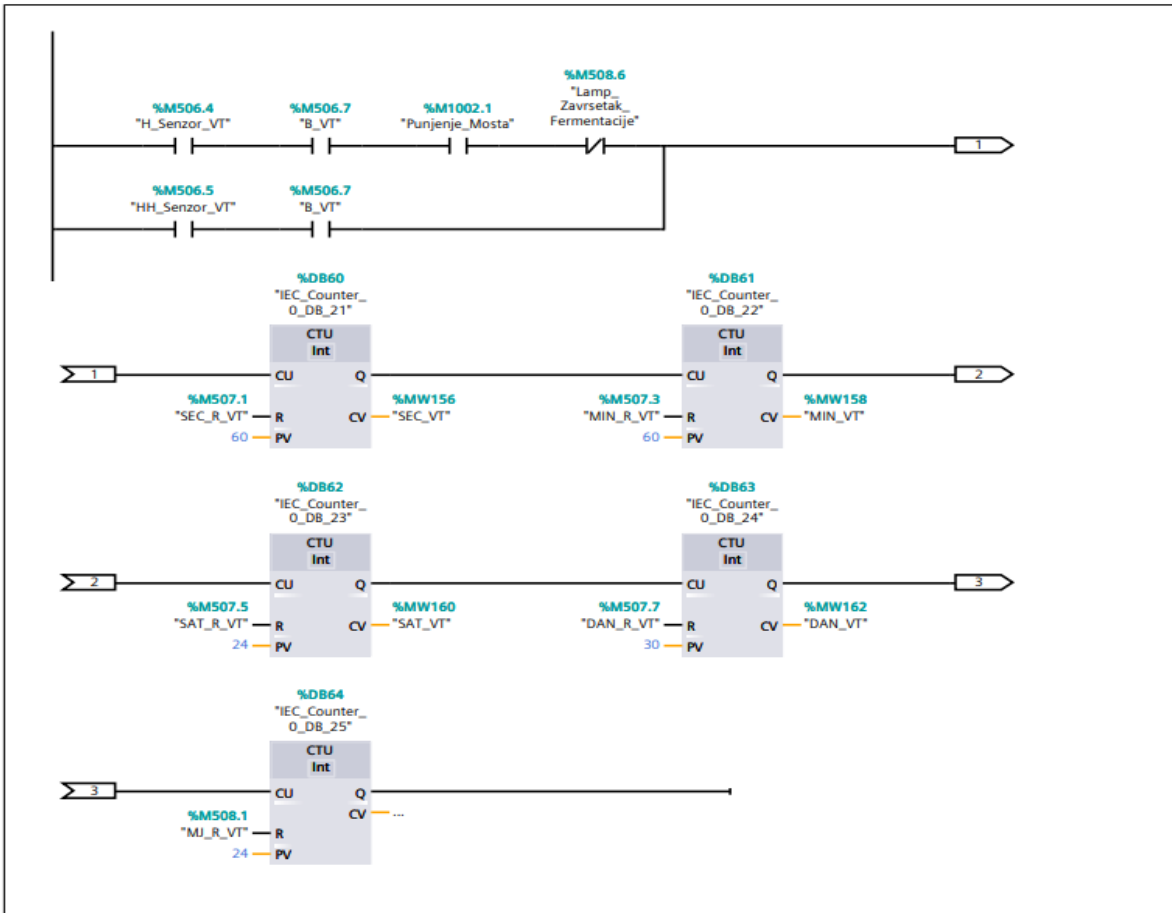 %M508.6
"Lamp_
Zavrsetak_
Fermentacije"
%M506.4
"H_Senzor_VT"
%M506.7
"B_VT"
%M1002.1
"Punjenje_Mosta"
1
%M506.5
"HH_Senzor_VT"
%M506.7
"B_VT"
%DB60
"IEC_Counter_
0_DB_21"
CTU
Int
%DB61
"IEC_Counter_
0_DB_22"
CTU
Int
1
CU Q
CU Q
2
%M507.1
"SEC_R_VT" R
CV %MW156
"SEC_VT"
60 PV
%M507.3
"MIN_R_VT" R
CV %MW158
"MIN_VT"
60 PV
%DB62
"IEC_Counter_
0_DB_23"
CTU
Int
%DB63
"IEC_Counter_
0_DB_24"
CTU
Int
2
CU Q
CU Q
3
%M507.5
"SAT_R_VT" R
CV %MW160
"SAT_VT"
24 PV
%M507.7
"DAN_R_VT" R
CV %MW162
"DAN_VT"
30 PV
%DB64
"IEC_Counter_
0_DB_25"
CTU
Int
3
CU Q
CV ...
%M508.1
"MJ_R_VT" R
24 PV